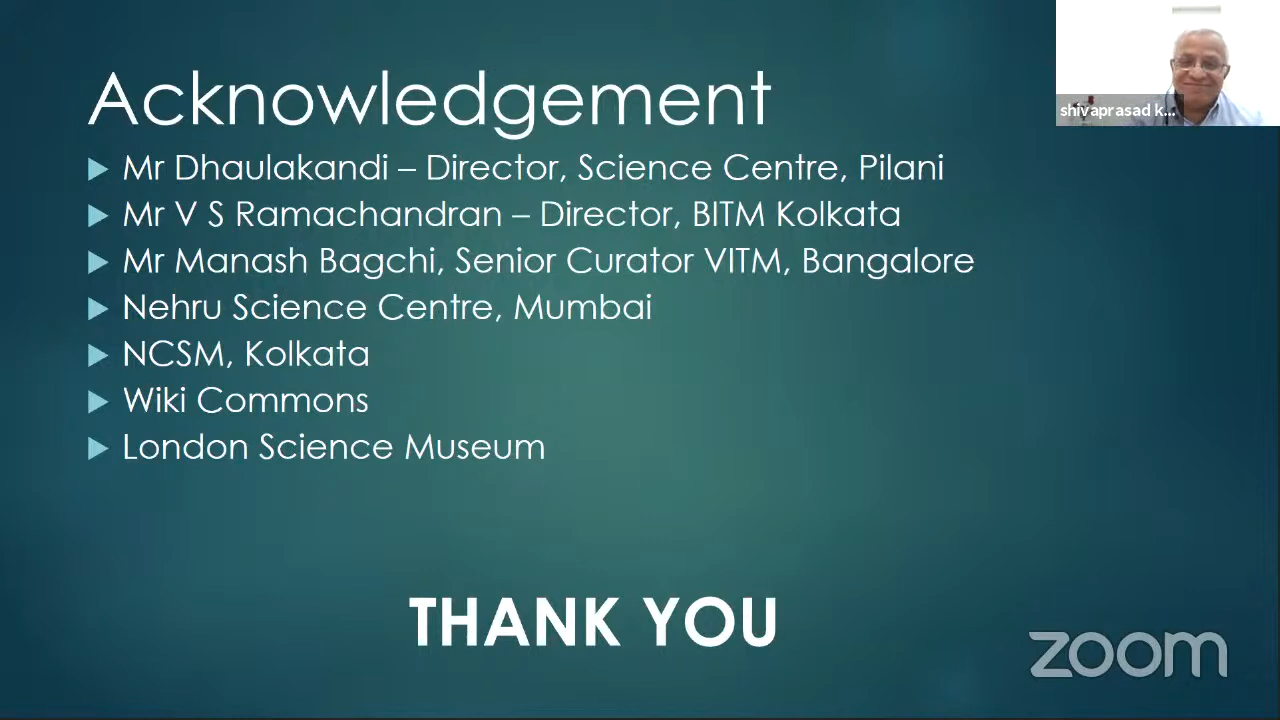 Acknowledgement
Mr Dhaulakandi – Director, Science Centre, Pilani
Mr V S Ramachandran – Director, BITM Kolkata
Mr Manash Bagchi, Senior Curator VITM, Bangalore
Nehru Science Centre, Mumbai
NCSM, Kolkata
Wiki Commons
London Science Museum
THANK YOU
shivaprasad k...
zoom